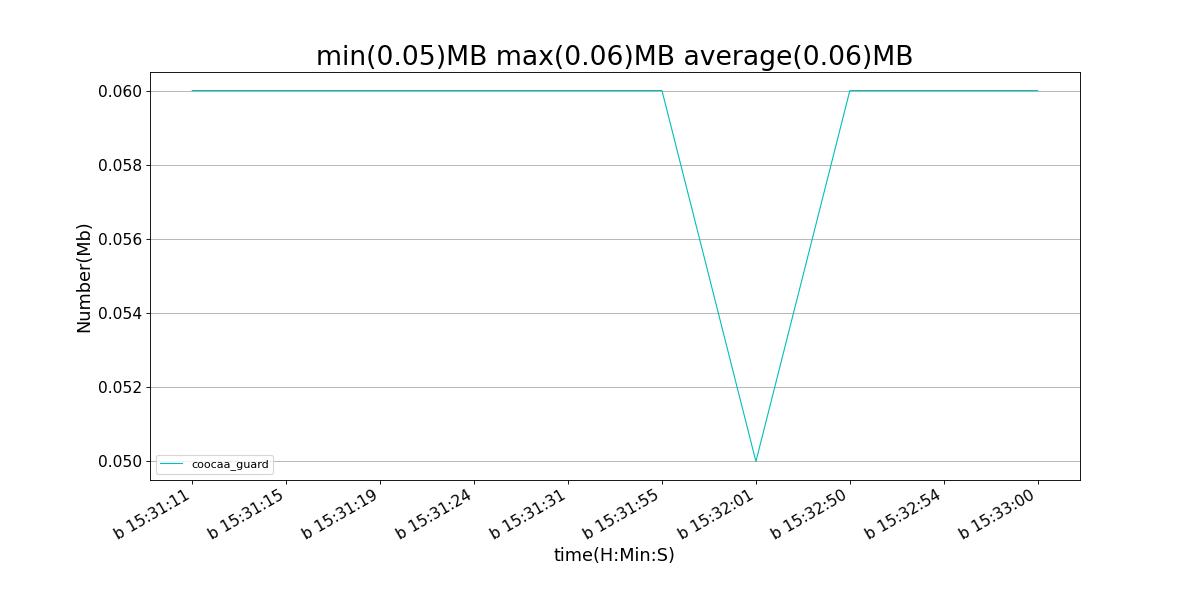 min(0.05)MB max(0.06)MB average(0.06)MB
0.060
0.058
0.056
0.054
0.052
0.050
Number(Mb)
coocaa_guard
b 15:31:11
b 15:31:15
b 15:31:19
b 15:31:24
b 15:31:31
b 15:31:55
b 15:32:01
b 15:32:50
b 15:32:54
b 15:33:00
time(H:Min:S)